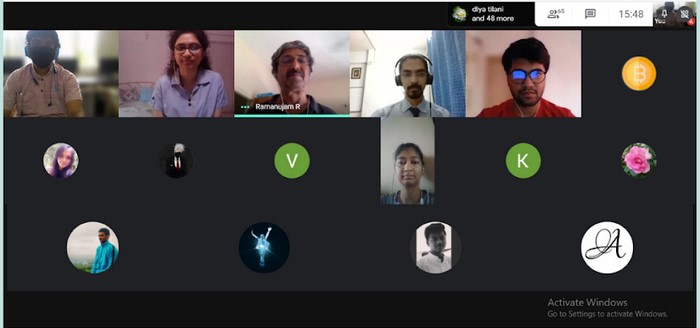 diya tilani
and 48 more
65
15:48
You
Ramanujam R
V
K
A
Activate Windows
Go to Settings to activate Windows.